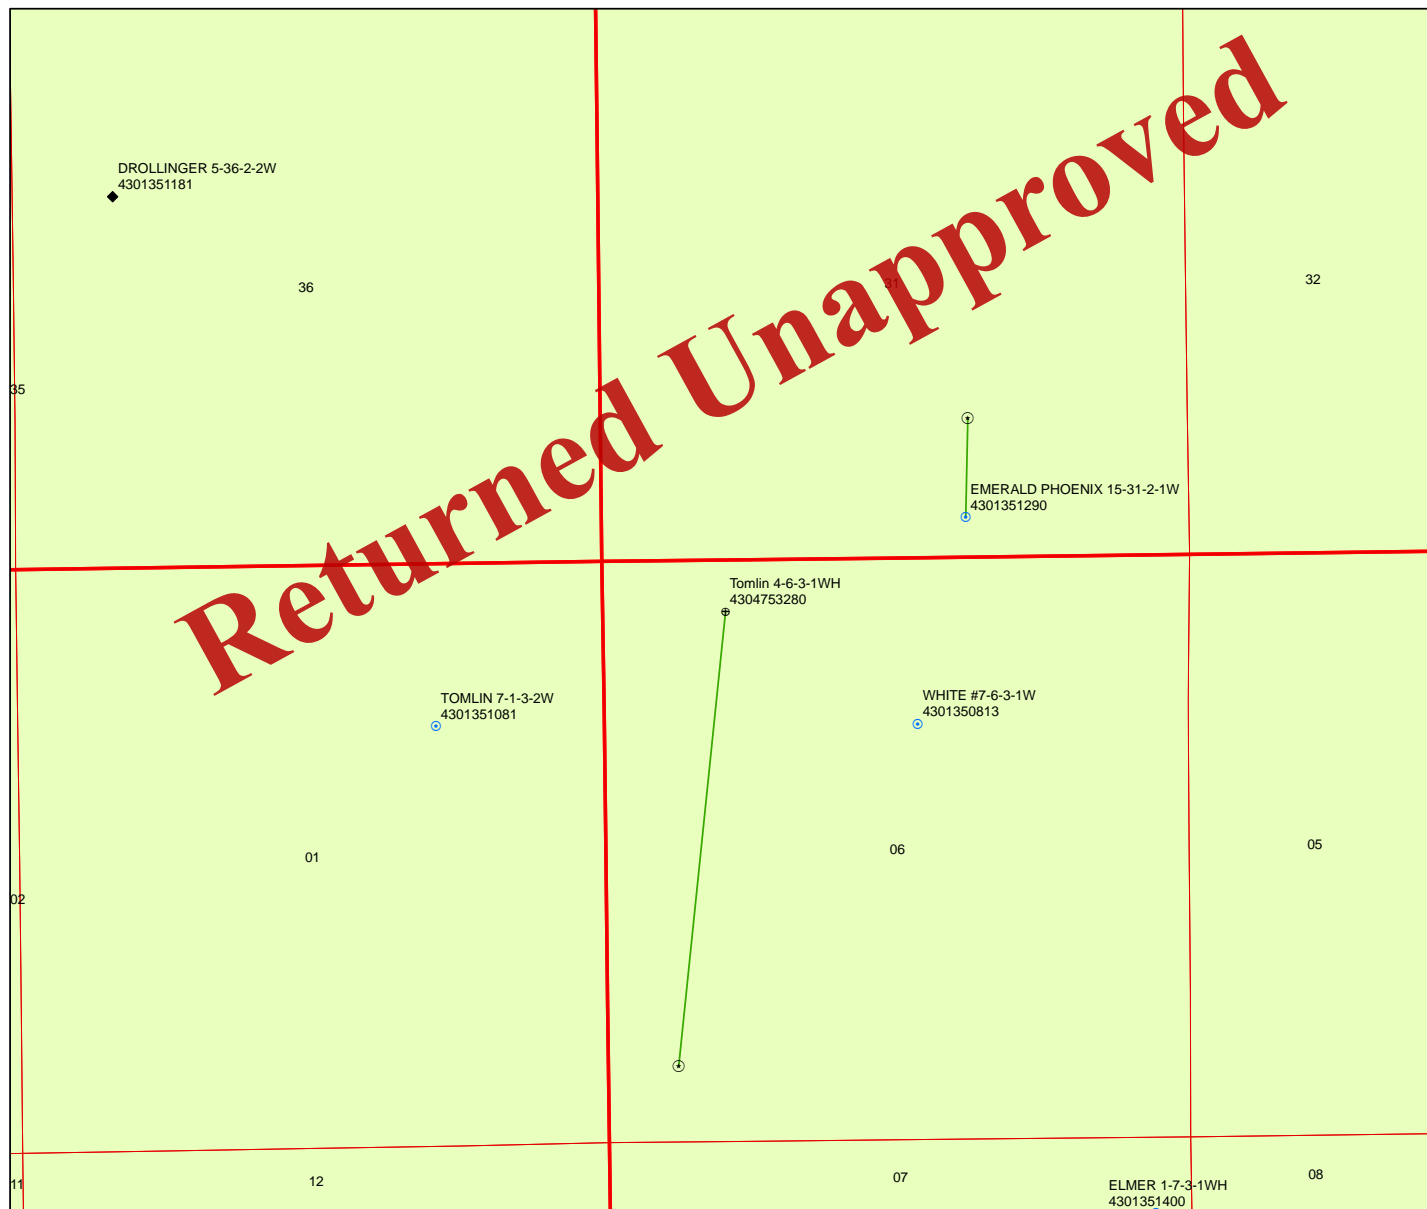 Returned Unapproved
DROLLINGER 5-36-2-2W
4301351181
36
31
32
35
EMERALD PHOENIX 15-31-2-1W
4301351290
Tomlin 4-6-3-1WH
4304753280
TOMLIN 7-1-3-2W
4301351081
WHITE #7-6-3-1W
4301350813
01
06
05
02
11
12
07
08
ELMER 1-7-3-1WH
4301351400